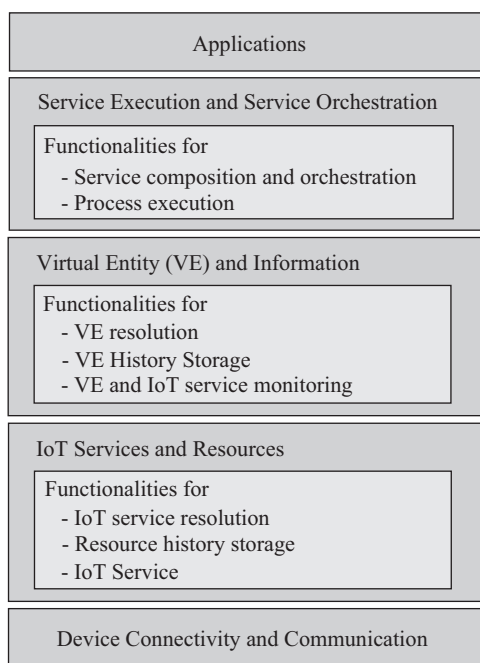 Applications
Service Execution and Service Orchestration
Functionalities for
- Service composition and orchestration
- Process execution
Virtual Entity (VE) and Information
Functionalities for
- VE resolution
- VE History Storage
- VE and IoT service monitoring
IoT Services and Resources
Functionalities for
- IoT service resolution
- Resource history storage
- IoT Service
Device Connectivity and Communication